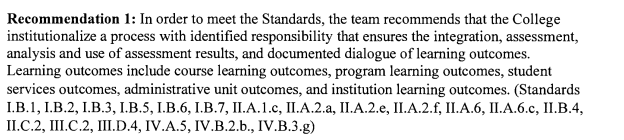 Recommendation 1: In order to meet the Standards, the team recommends that the College
institutionalize a process with identified responsibility that ensures the integration, assessment,
analysis and use of assessment results, and documented dialogue of learning outcomes.
Learning outcomes include course learning outcomes, program learning outcomes, student
services outcomes, administrative unit outcomes, and institution learning outcomes. (Standards
I.B.1, I.B.2, I.B.3, I.B.5, I.B.6, I.B.7, II.A.1.c, II.A.2.a, II.A.2.e, II.A.2.f, II.A.6, II.A.6.c, II.B.4,
II.C.2, III.C.2, III.D.4, IV.A.5, IV.B.2.b., IV.B.3.g)